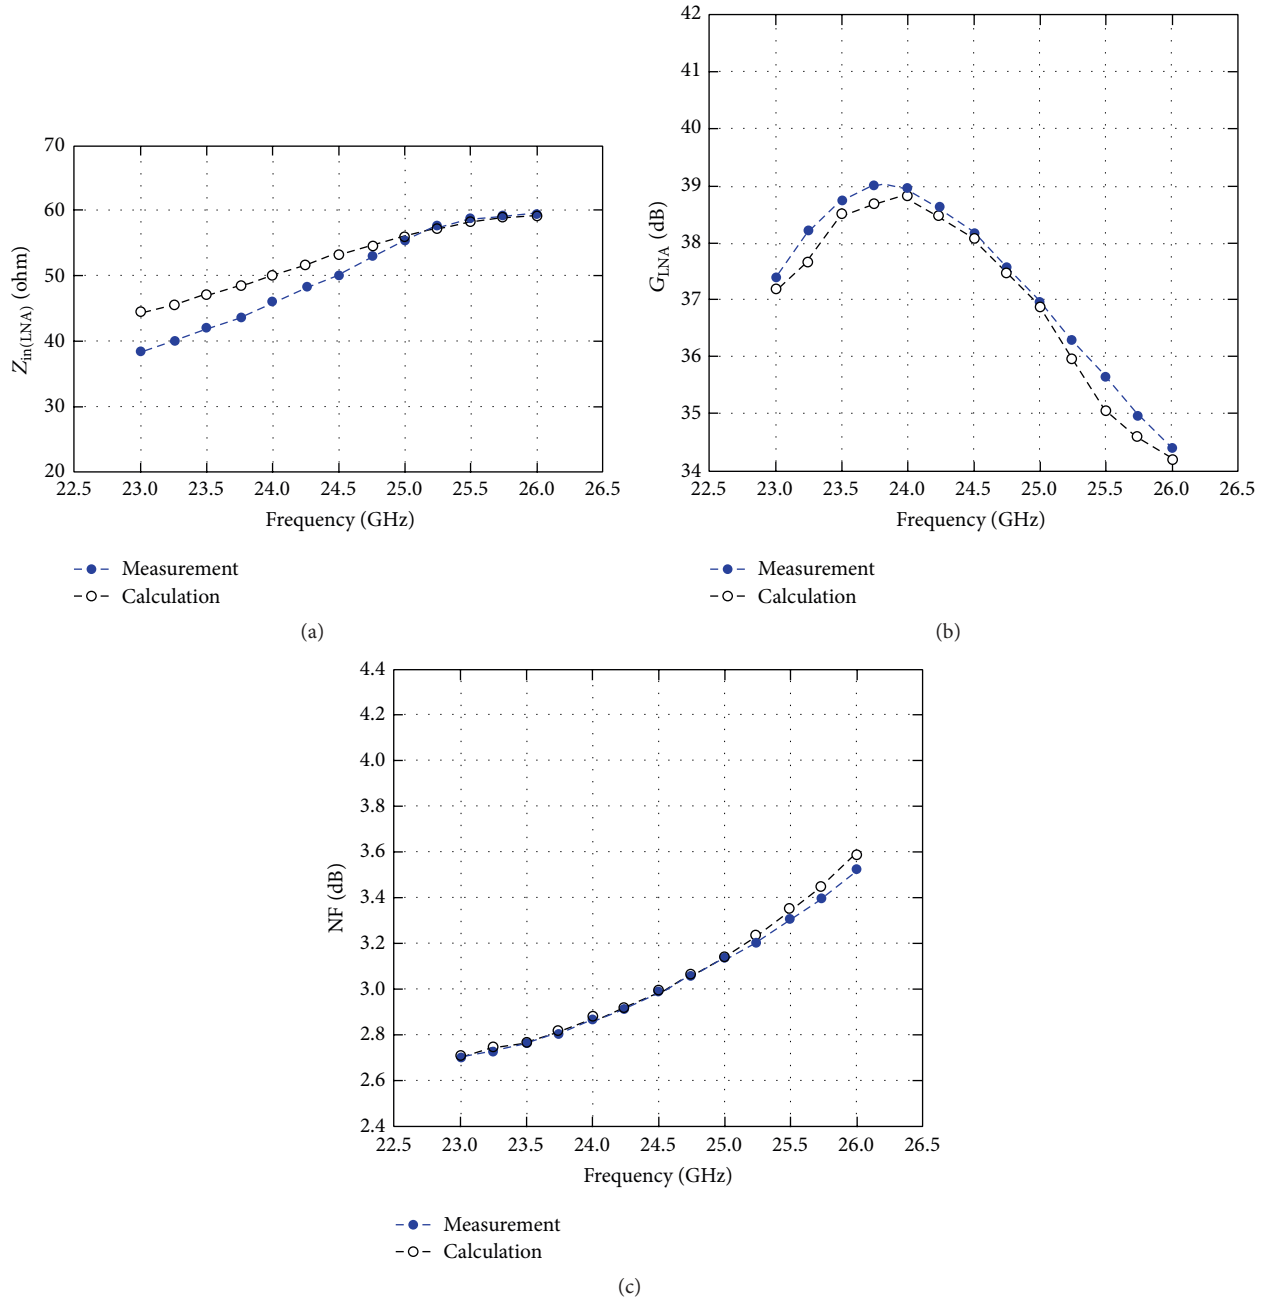 70
60
50
40
30
20
Z_in(LNA) (ohm)
22.5 23.0 23.5 24.0 24.5 25.0 25.5 26.0 26.5
Frequency (GHz)
Measurement
Calculation
(a)
42
41
40
39
38
37
36
35
34
G_LNA (dB)
22.5 23.0 23.5 24.0 24.5 25.0 25.5 26.0 26.5
Frequency (GHz)
Measurement
Calculation
(b)
4.4
4.2
4.0
3.8
3.6
3.4
3.2
3.0
2.8
2.6
2.4
NF (dB)
22.5 23.0 23.5 24.0 24.5 25.0 25.5 26.0 26.5
Frequency (GHz)
Measurement
Calculation
(c)